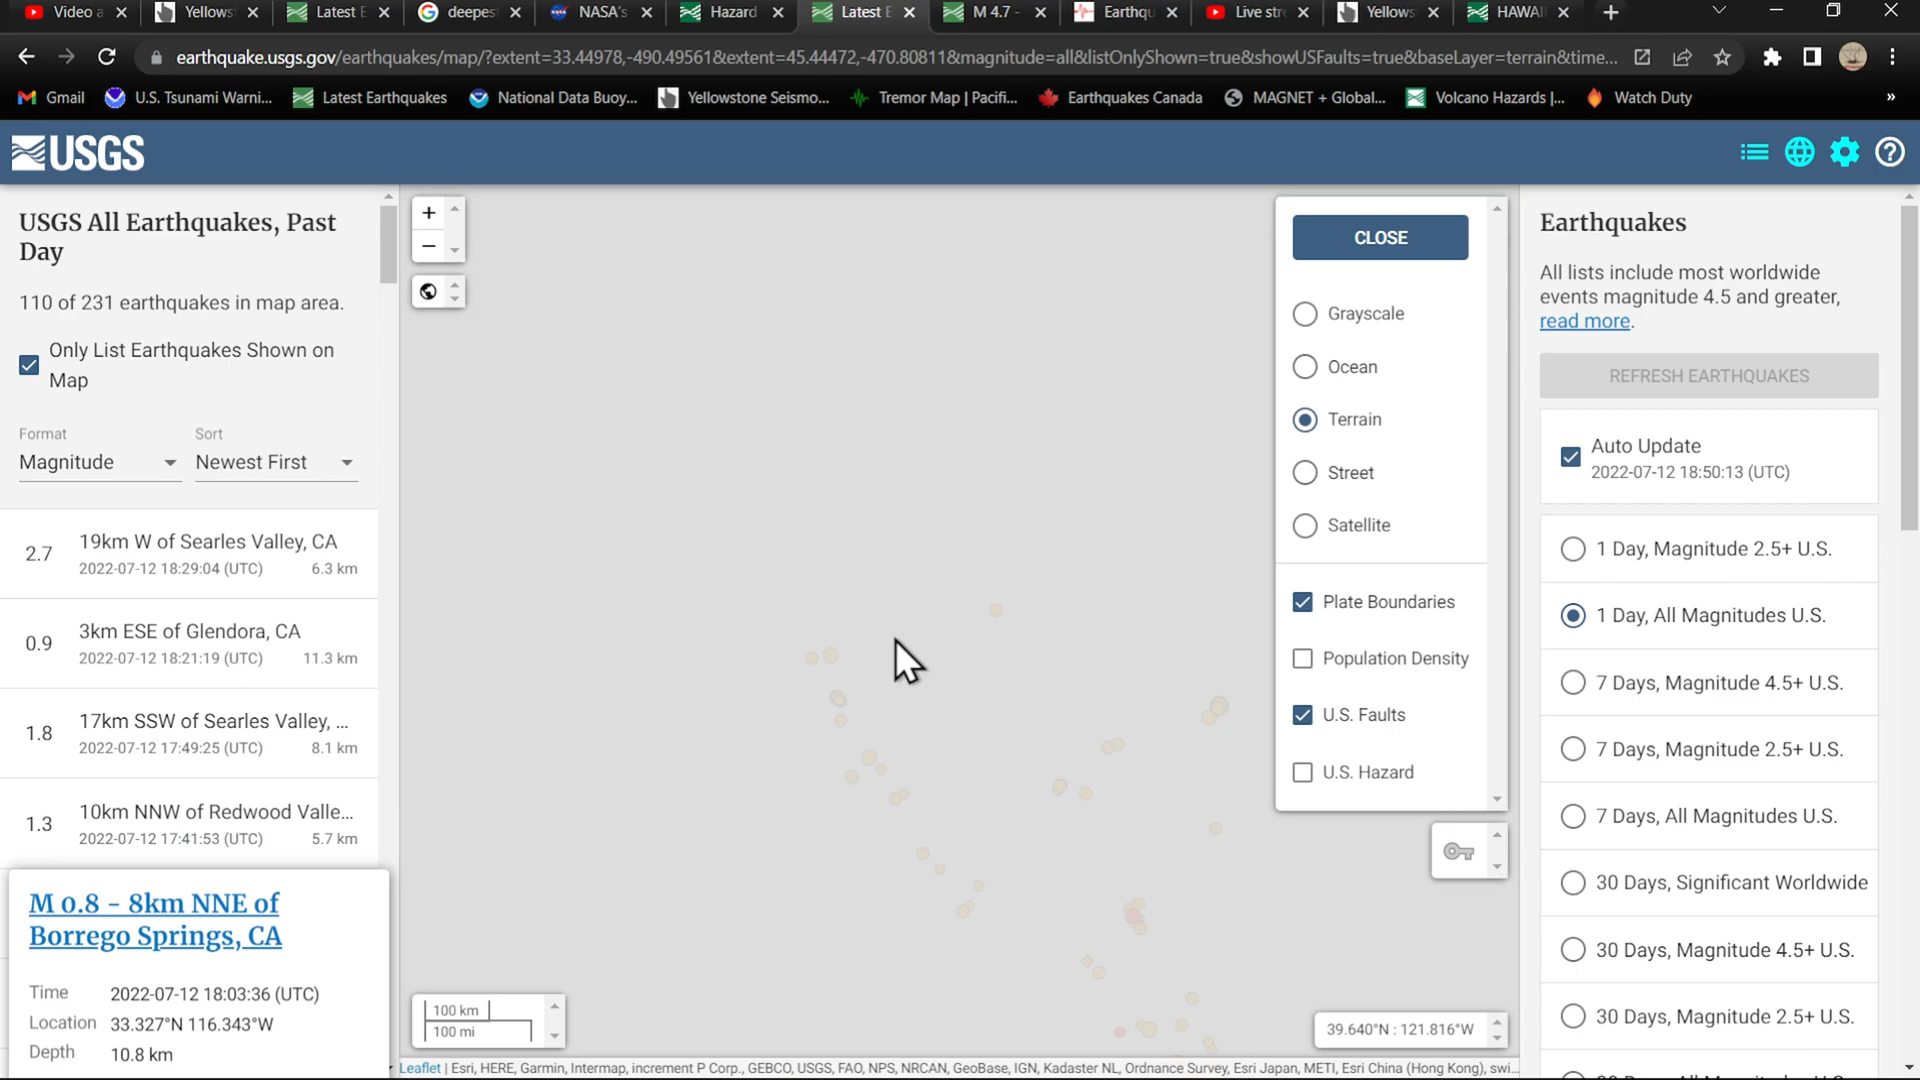 Video a
Yellows
Latest E
deepes
NASA's
Hazard
Latest E
M 4.7 -
Earthqu
Live str
Yellows
HAWAI
earthquake.usgs.gov/earthquakes/map/?extent=33.44978,-490.49561&extent=45.44472,-470.80811&magnitude=all&listOnlyShown=true&showUSFaults=true&baseLayer=terrain&time...
Gmail
U.S. Tsunami Warni...
Latest Earthquakes
National Data Buoy...
Yellowstone Seismo...
Tremor Map | Pacifi...
Earthquakes Canada
MAGNET + Global...
Volcano Hazards |...
Watch Duty
»
USGS
USGS All Earthquakes, Past
Day
110 of 231 earthquakes in map area.
Only List Earthquakes Shown on
Map
Format
Magnitude
Sort
Newest First
2.7
19km W of Searles Valley, CA
2022-07-12 18:29:04 (UTC) 6.3 km
0.9
3km ESE of Glendora, CA
2022-07-12 18:21:19 (UTC) 11.3 km
1.8
17km SSW of Searles Valley, ...
2022-07-12 17:49:25 (UTC) 8.1 km
1.3
10km NNW of Redwood Valle...
2022-07-12 17:41:53 (UTC) 5.7 km
M 0.8 - 8km NNE of
Borrego Springs, CA
Time 2022-07-12 18:03:36 (UTC)
Location 33.327°N 116.343°W
Depth 10.8 km
+
−
100 km
100 mi
CLOSE
Grayscale
Ocean
Terrain
Street
Satellite
Plate Boundaries
Population Density
U.S. Faults
U.S. Hazard
39.640°N : 121.816°W
Leaflet | Esri, HERE, Garmin, Intermap, increment P Corp., GEBCO, USGS, FAO, NPS, NRCAN, GeoBase, IGN, Kadaster NL, Ordnance Survey, Esri Japan, METI, Esri China (Hong Kong), swi...
Earthquakes
All lists include most worldwide
events magnitude 4.5 and greater,
read more.
REFRESH EARTHQUAKES
Auto Update
2022-07-12 18:50:13 (UTC)
1 Day, Magnitude 2.5+ U.S.
1 Day, All Magnitudes U.S.
7 Days, Magnitude 4.5+ U.S.
7 Days, Magnitude 2.5+ U.S.
7 Days, All Magnitudes U.S.
30 Days, Significant Worldwide
30 Days, Magnitude 4.5+ U.S.
30 Days, Magnitude 2.5+ U.S.